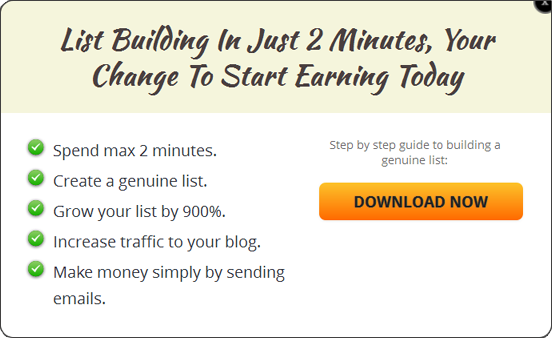 List Building In Just 2 Minutes, Your
Change To Start Earning Today
Spend max 2 minutes.
Create a genuine list.
Grow your list by 900%.
Increase traffic to your blog.
Make money simply by sending
emails.
Step by step guide to building a
genuine list:
DOWNLOAD NOW